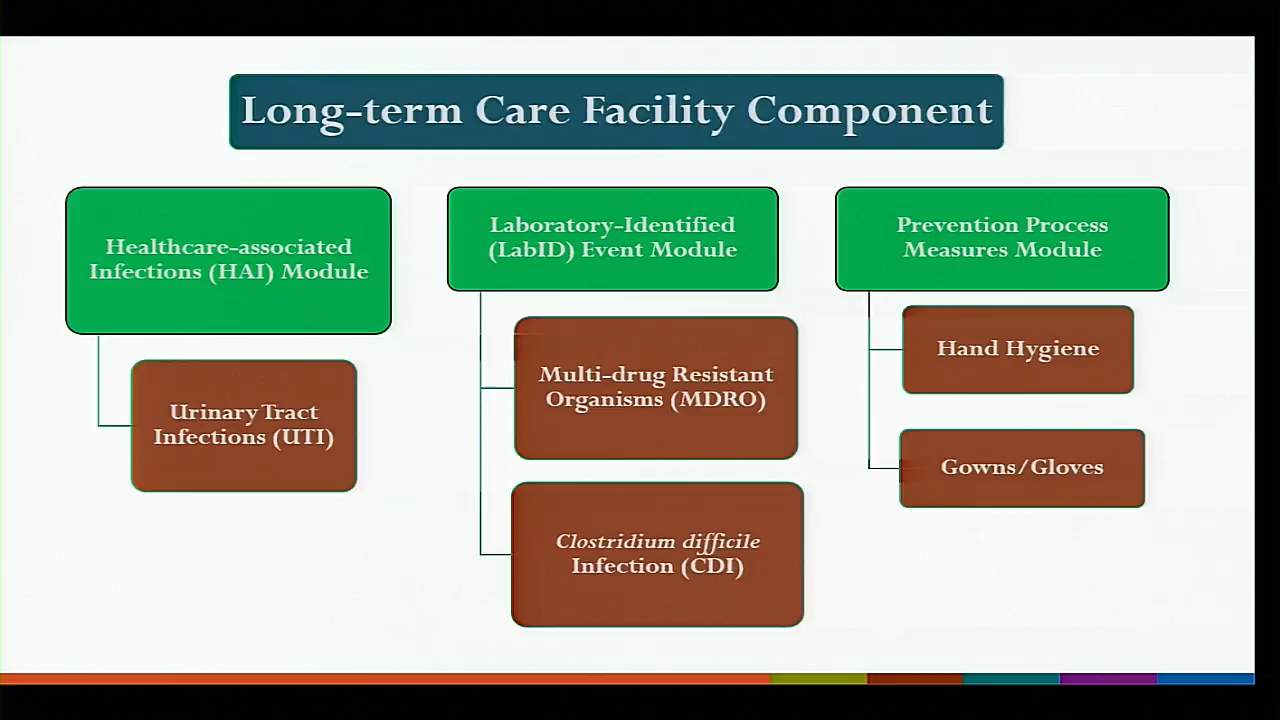 Long-term Care Facility Component
Healthcare-associated
Infections (HAI) Module
Urinary Tract
Infections (UTI)
Laboratory-Identified
(LabID) Event Module
Multi-drug Resistant
Organisms (MDRO)
Clostridium difficile
Infection (CDI)
Prevention Process
Measures Module
Hand Hygiene
Gowns/Gloves